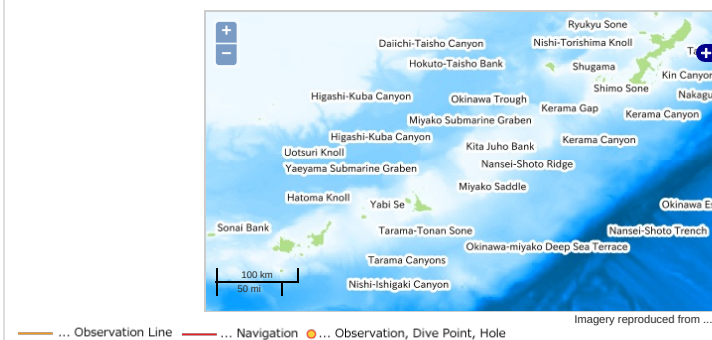 +
−
Ryukyu Sone
Daiichi-Taisho Canyon
Nishi-Torishima Knoll
Hokuto-Taisho Bank
Shugama
Kin Canyon
Shimo Sone
Higashi-Kuba Canyon
Okinawa Trough
Kerama Gap
Kerama Canyon
Miyako Submarine Graben
Higashi-Kuba Canyon
Kerama Canyon
Uotsuri Knoll
Kita Juho Bank
Yaeyama Submarine Graben
Nansei-Shoto Ridge
Miyako Saddle
Hatoma Knoll
Yabi Se
Okinawa
Sonai Bank
Tarama-Tonan Sone
Nansei-Shoto Trench
Okinawa-miyako Deep Sea Terrace
Tarama Canyons
100 km
50 mi
Nishi-Ishigaki Canyon
Imagery reproduced from ...
... Observation Line
... Navigation
... Observation, Dive Point, Hole